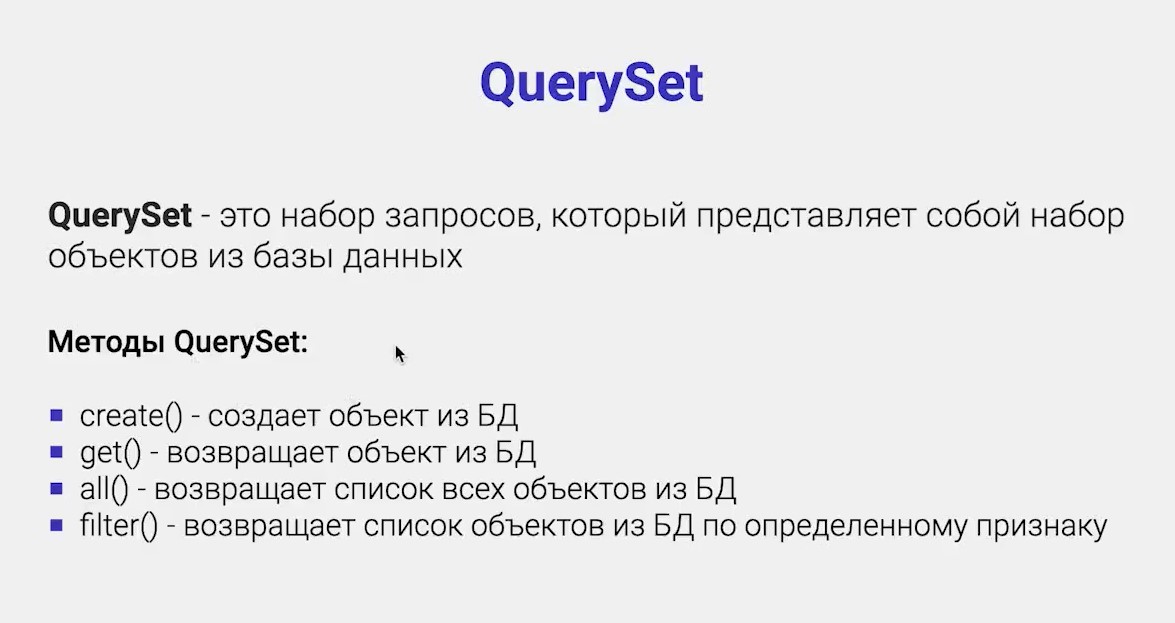 QuerySet
QuerySet - это набор запросов, который представляет собой набор
объектов из базы данных
Методы QuerySet:
create() - создает объект из БД
get() - возвращает объект из БД
all() - возвращает список всех объектов из БД
filter() - возвращает список объектов из БД по определенному признаку